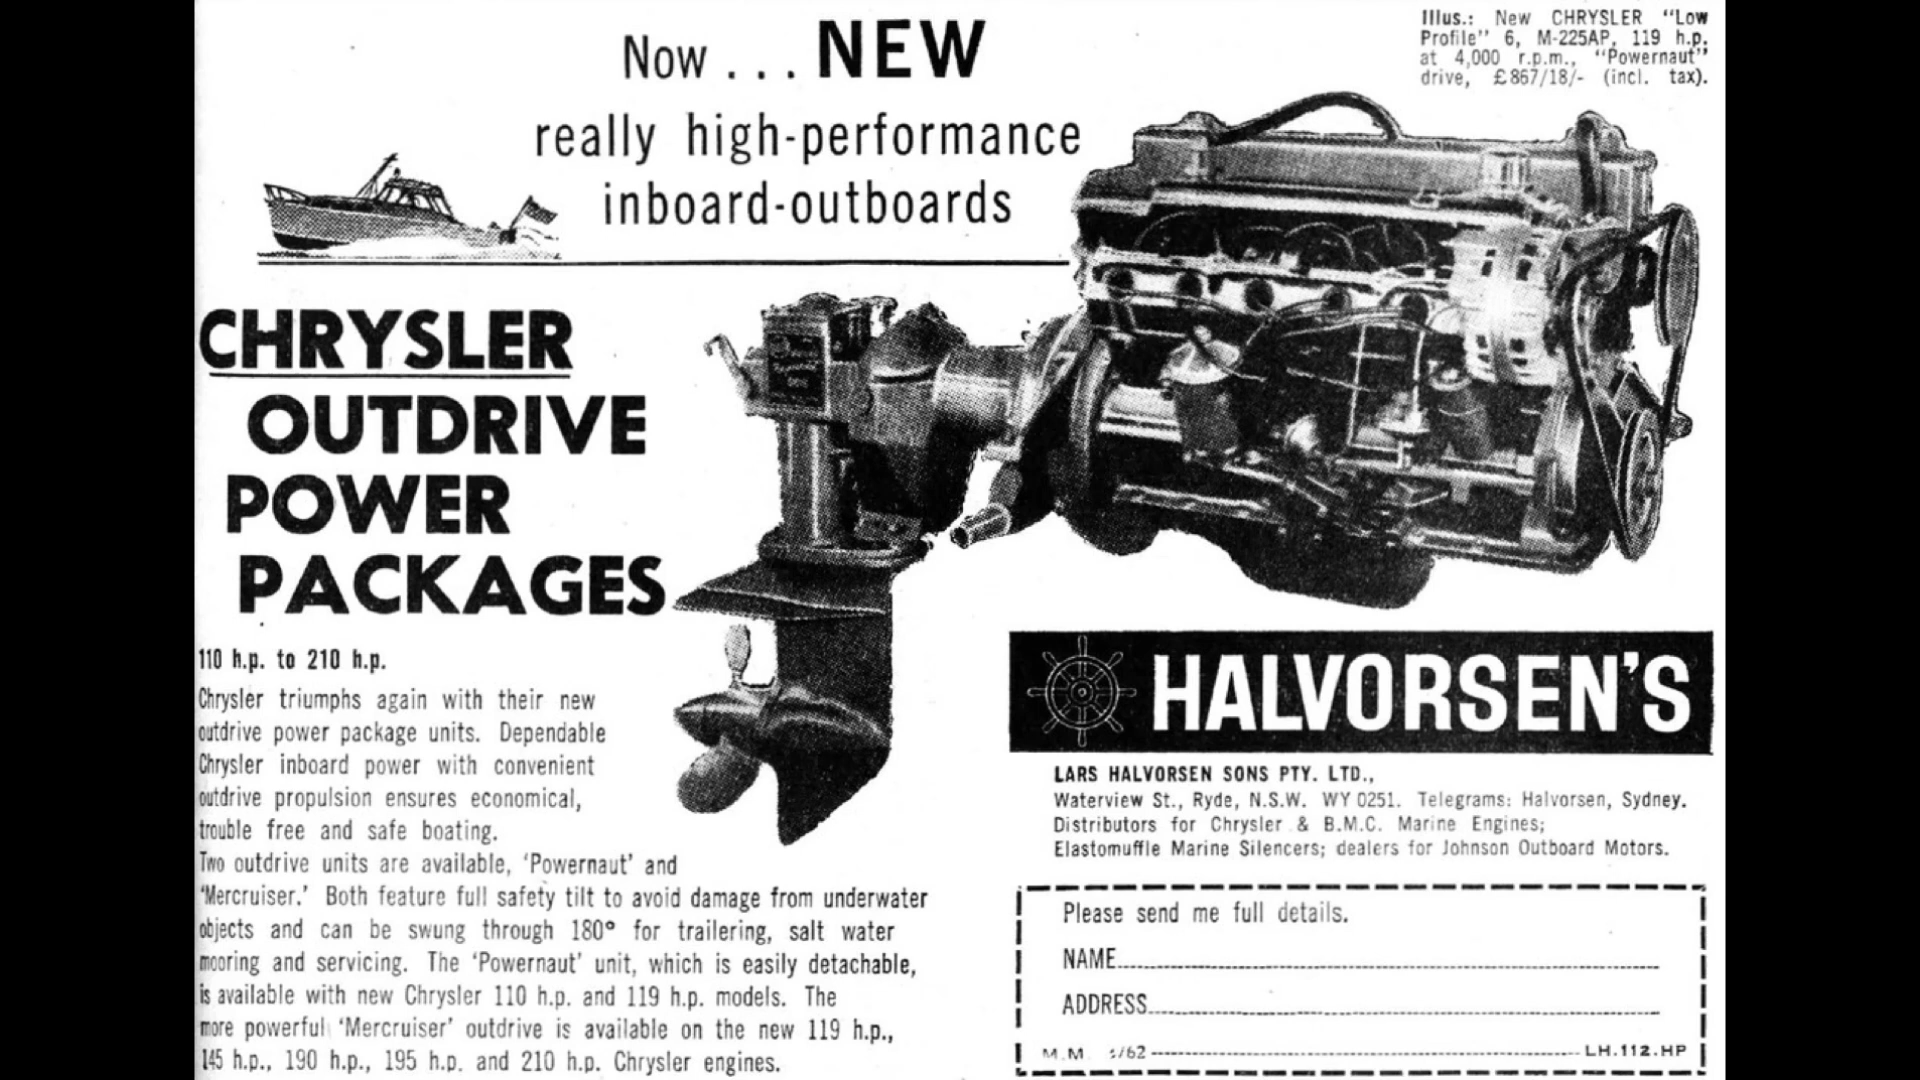 Now . . . NEW
really high-performance
inboard-outboards
Illus.: New CHRYSLER "Low
Profile" 6, M-225AP, 119 h.p.
at 4,000 r.p.m., "Powernaut"
drive, £867/18/- (incl. tax).
CHRYSLER
OUTDRIVE
POWER
PACKAGES
110 h.p. to 210 h.p.
Chrysler triumphs again with their new
outdrive power package units. Dependable
Chrysler inboard power with convenient
outdrive propulsion ensures economical,
trouble free and safe boating.
Two outdrive units are available, 'Powernaut' and
'Mercruiser.' Both feature full safety tilt to avoid damage from underwater
objects and can be swung through 180° for trailering, salt water
mooring and servicing. The 'Powernaut' unit, which is easily detachable,
is available with new Chrysler 110 h.p. and 119 h.p. models. The
more powerful 'Mercruiser' outdrive is available on the new 119 h.p.,
145 h.p., 190 h.p., 195 h.p. and 210 h.p. Chrysler engines.
HALVORSEN'S
LARS HALVORSEN SONS PTY. LTD.,
Waterview St., Ryde, N.S.W. WY 0251. Telegrams: Halvorsen, Sydney.
Distributors for Chrysler & B.M.C. Marine Engines;
Elastomuffle Marine Silencers; dealers for Johnson Outboard Motors.
Please send me full details.
NAME
ADDRESS
M.M. /62 LH.112.HP